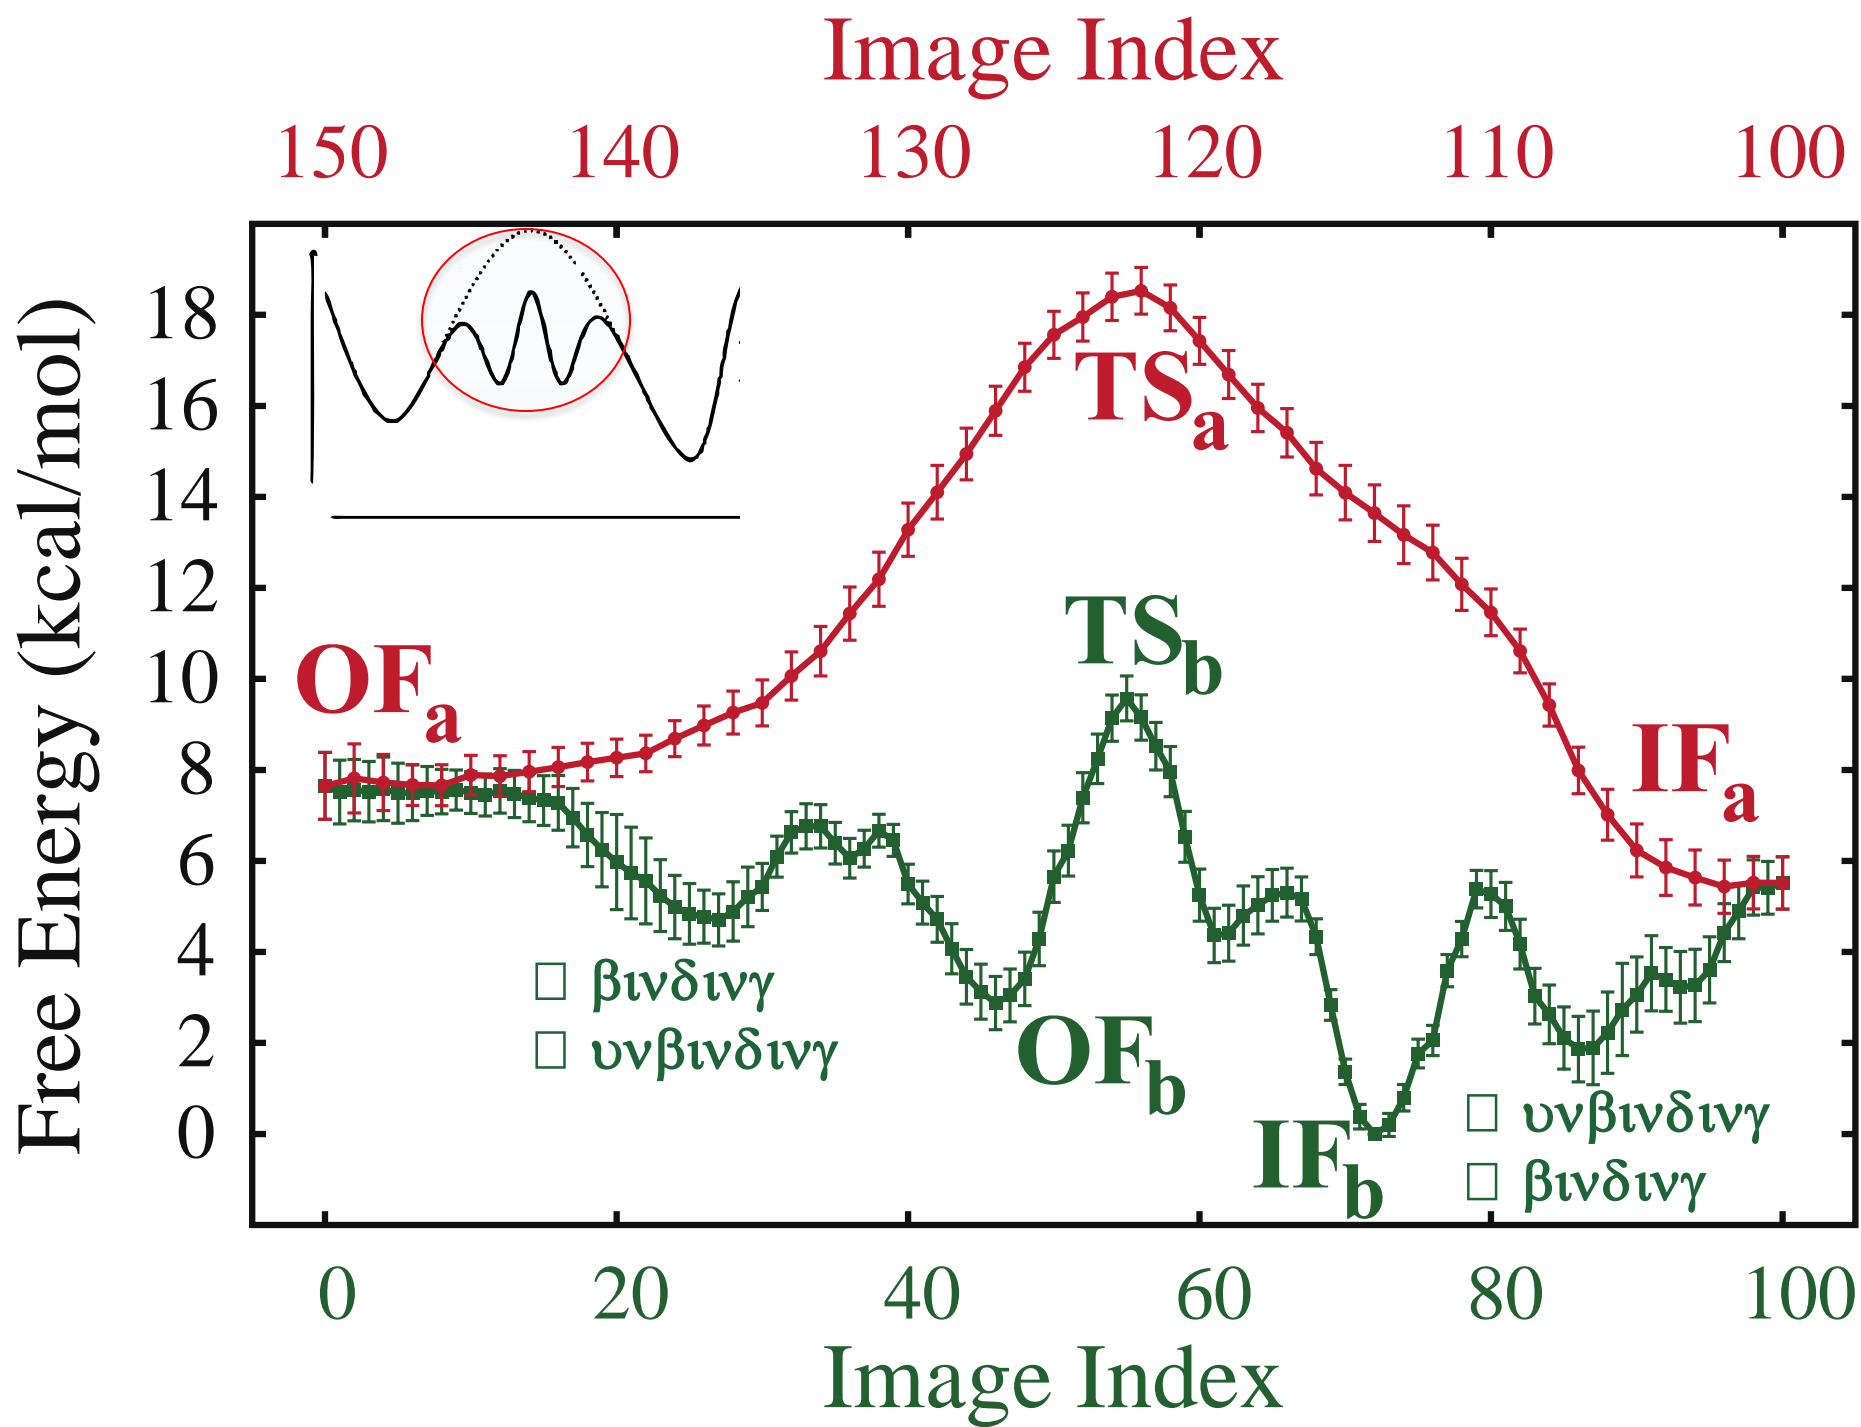 Image Index
150 140 130 120 110 100
Free Energy (kcal/mol)
18
16
14
12
10
8
6
4
2
0
TSa
TSb
OFa
IFa
OFb
IFb
□ βινδινγ
□ υνβινδινγ
□ υνβινδινγ
□ βινδινγ
0 20 40 60 80 100
Image Index